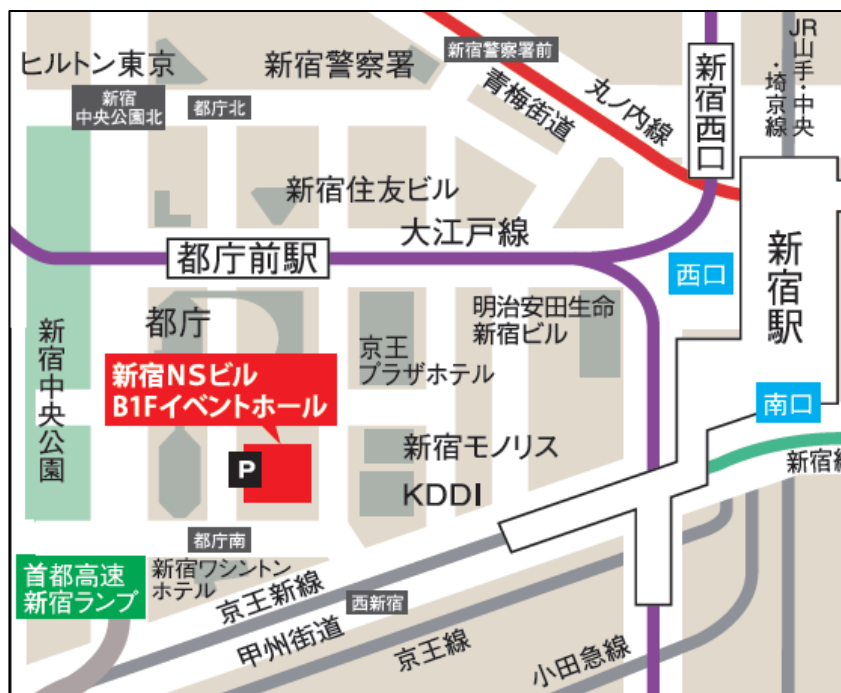 ヒルトン東京
新宿
中央公園北
都庁北
新宿警察署
新宿警察署前
青梅街道
丸ノ内線
新宿西口
JR山手・中央
・埼京線
新宿住友ビル
大江戸線
都庁前駅
西口
新宿駅
都庁
明治安田生命
新宿ビル
京王
プラザホテル
新宿中央公園
新宿NSビル
B1Fイベントホール
南口
P
新宿モノリス
KDDI
新宿線
都庁南
首都高速
新宿ランプ
新宿ワシントン
ホテル
京王新線
西新宿
甲州街道
京王線
小田急線